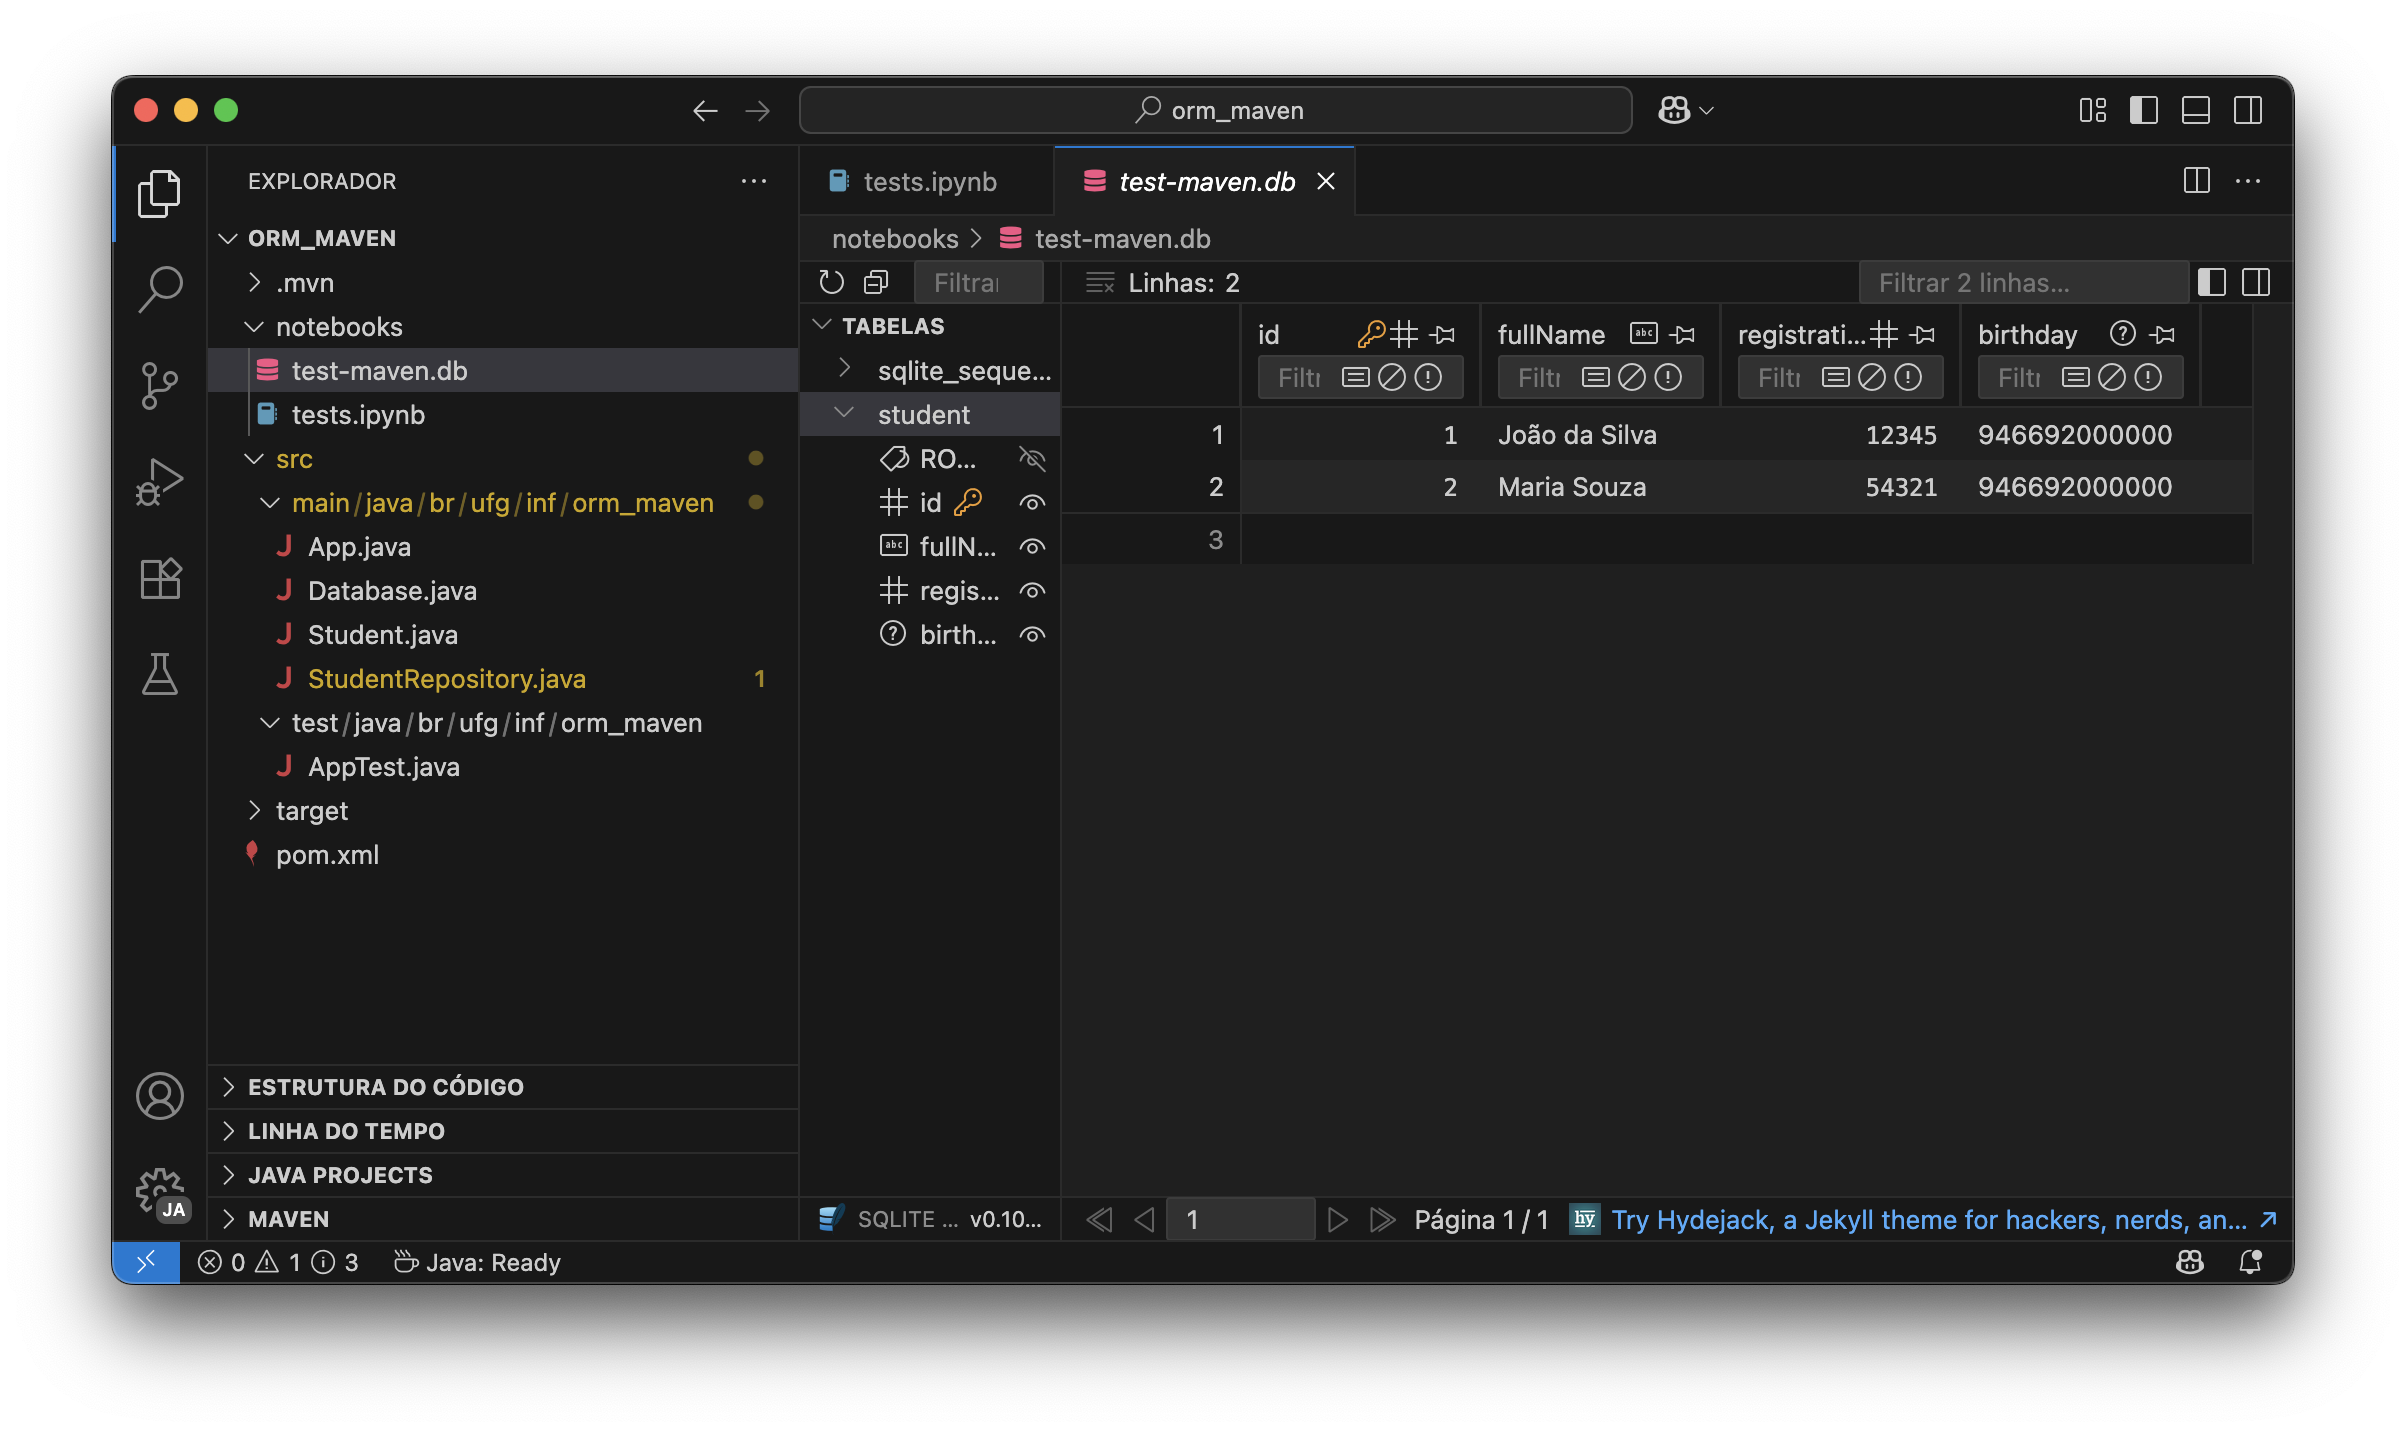 orm_maven
EXPLORADOR
ORM_MAVEN
.mvn
notebooks
test-maven.db
tests.ipynb
src
main/java/br/ufg/inf/orm_maven
App.java
Database.java
Student.java
StudentRepository.java 1
test/java/br/ufg/inf/orm_maven
AppTest.java
target
pom.xml
ESTRUTURA DO CÓDIGO
LINHA DO TEMPO
JAVA PROJECTS
MAVEN
JA
tests.ipynb
test-maven.db
notebooks > test-maven.db
Filtrar
Linhas: 2
Filtrar 2 linhas...
TABELAS
sqlite_seque...
student
RO...
id
fullN...
regis...
birth...
id fullName registrati... birthday
Filtr Filtr Filtr Filtr
1 1 João da Silva 12345 946692000000
2 2 Maria Souza 54321 946692000000
3
SQLITE ... v0.10...
1
Página 1 / 1
hy Try Hydejack, a Jekyll theme for hackers, nerds, an...
0 1 3 Java: Ready